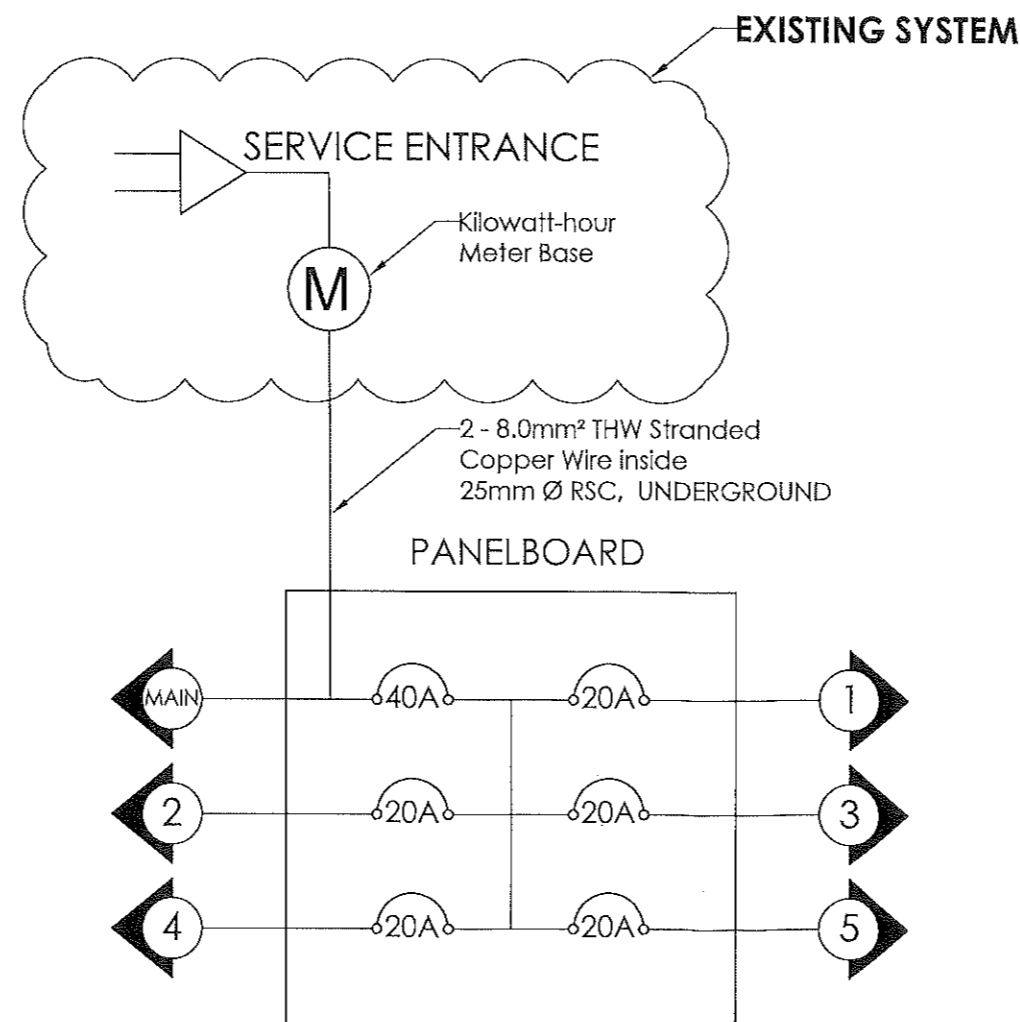 EXISTING SYSTEM
SERVICE ENTRANCE
Kilowatt-hour
Meter Base
M
2 - 8.0mm² THW Stranded
Copper Wire inside
25mm Ø RSC, UNDERGROUND
PANELBOARD
MAIN 40A 20A 1
2 20A 20A 3
4 20A 20A 5